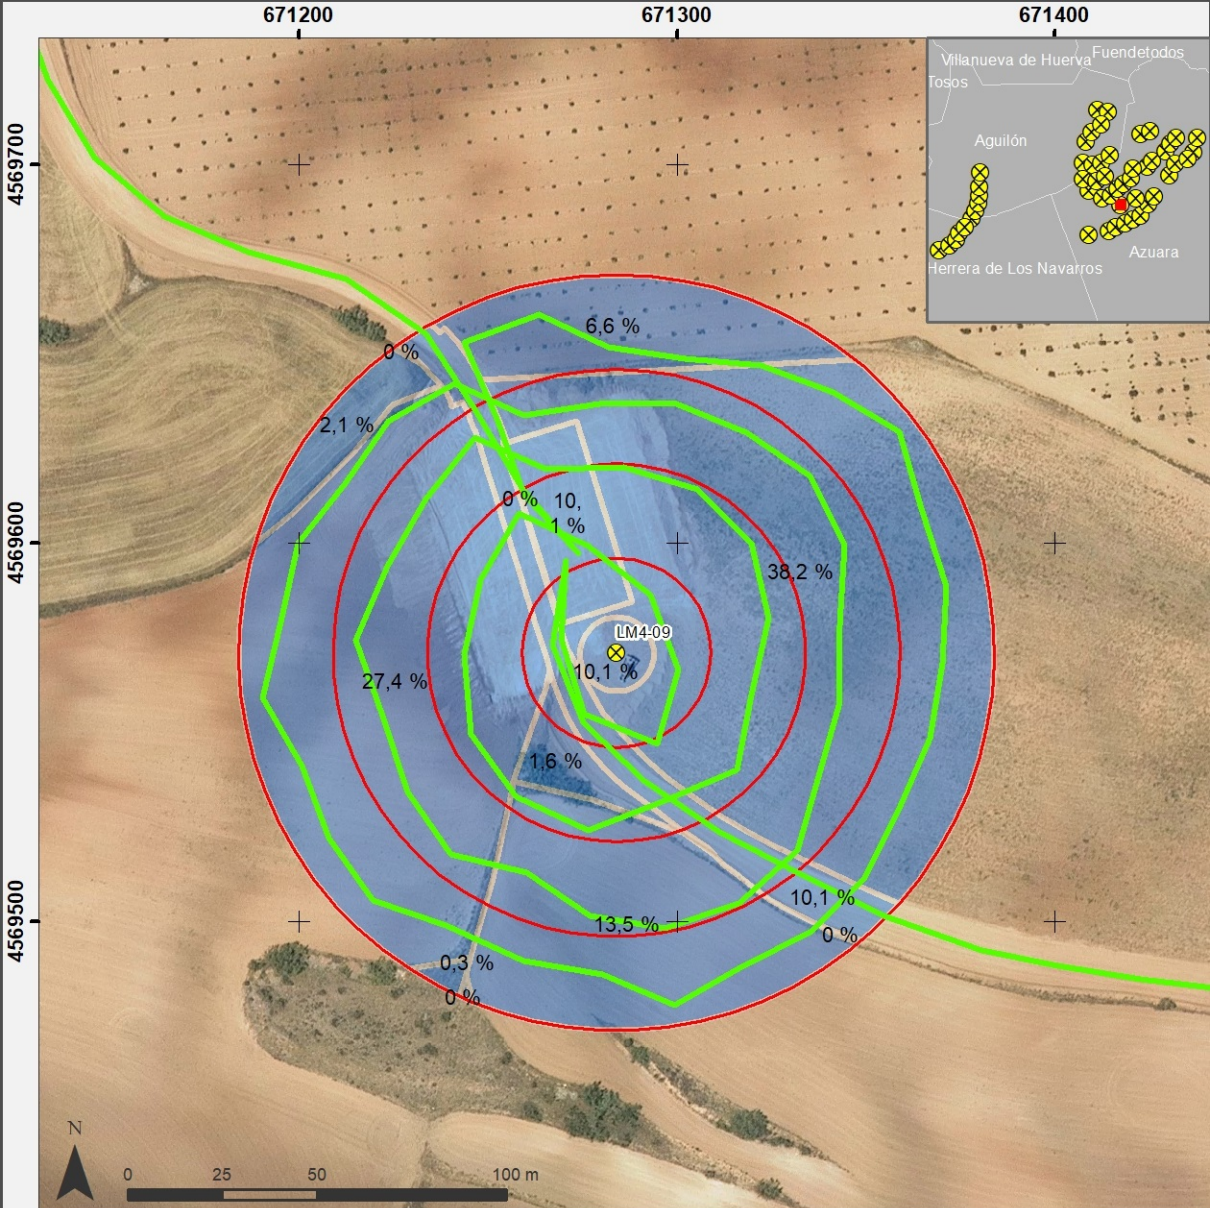 671200
671300
671400
Villanueva de Huerva
Fuendetodos
Tosos
Aguilón
Azuara
Herrera de Los Navarros
4569700
4569600
4569500
6,6 %
0 %
2,1 %
0 %
10,
1 %
38,2 %
LM4-09
10,1 %
27,4 %
1,6 %
10,1 %
13,5 %
0 %
0,3 %
0 %
N
0 25 50 100 m